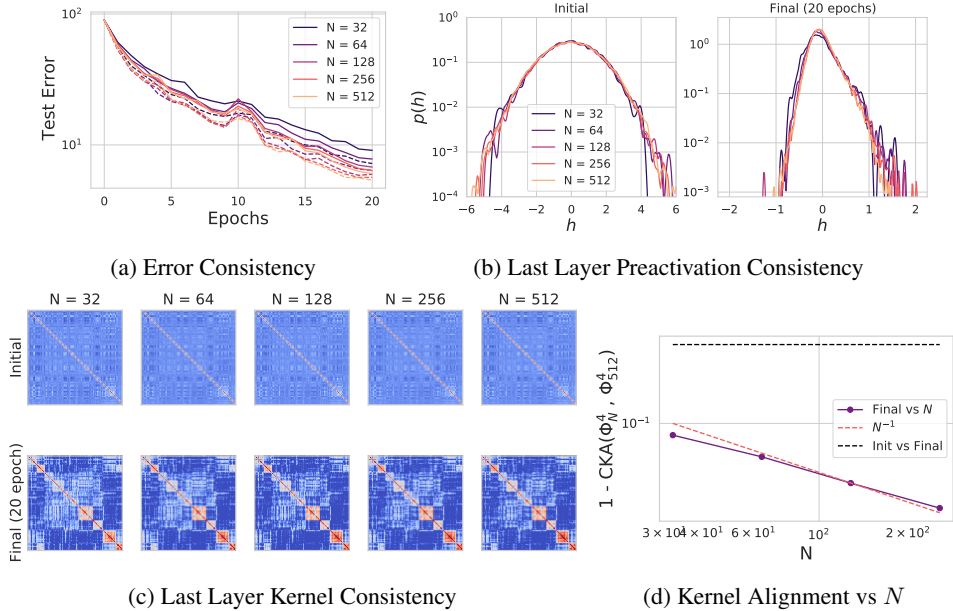 10²
10¹
Test Error
0 5 10 15 20
Epochs
N = 32
N = 64
N = 128
N = 256
N = 512
(a) Error Consistency
Initial
10⁰
10⁻¹
10⁻²
10⁻³
10⁻⁴
p(h)
N = 32
N = 64
N = 128
N = 256
N = 512
−6 −4 −2 0 2 4 6
h
Final (20 epochs)
10⁰
10⁻¹
10⁻²
10⁻³
−2 −1 0 1 2
h
(b) Last Layer Preactivation Consistency
N = 32 N = 64 N = 128 N = 256 N = 512
Initial
Final (20 epoch)
(c) Last Layer Kernel Consistency
1 - CKA(Φ⁴_N , Φ⁴_512)
10⁻¹
Final vs N
N⁻¹
Init vs Final
3 × 10¹ 4 × 10¹ 6 × 10¹ 10² 2 × 10²
N
(d) Kernel Alignment vs N